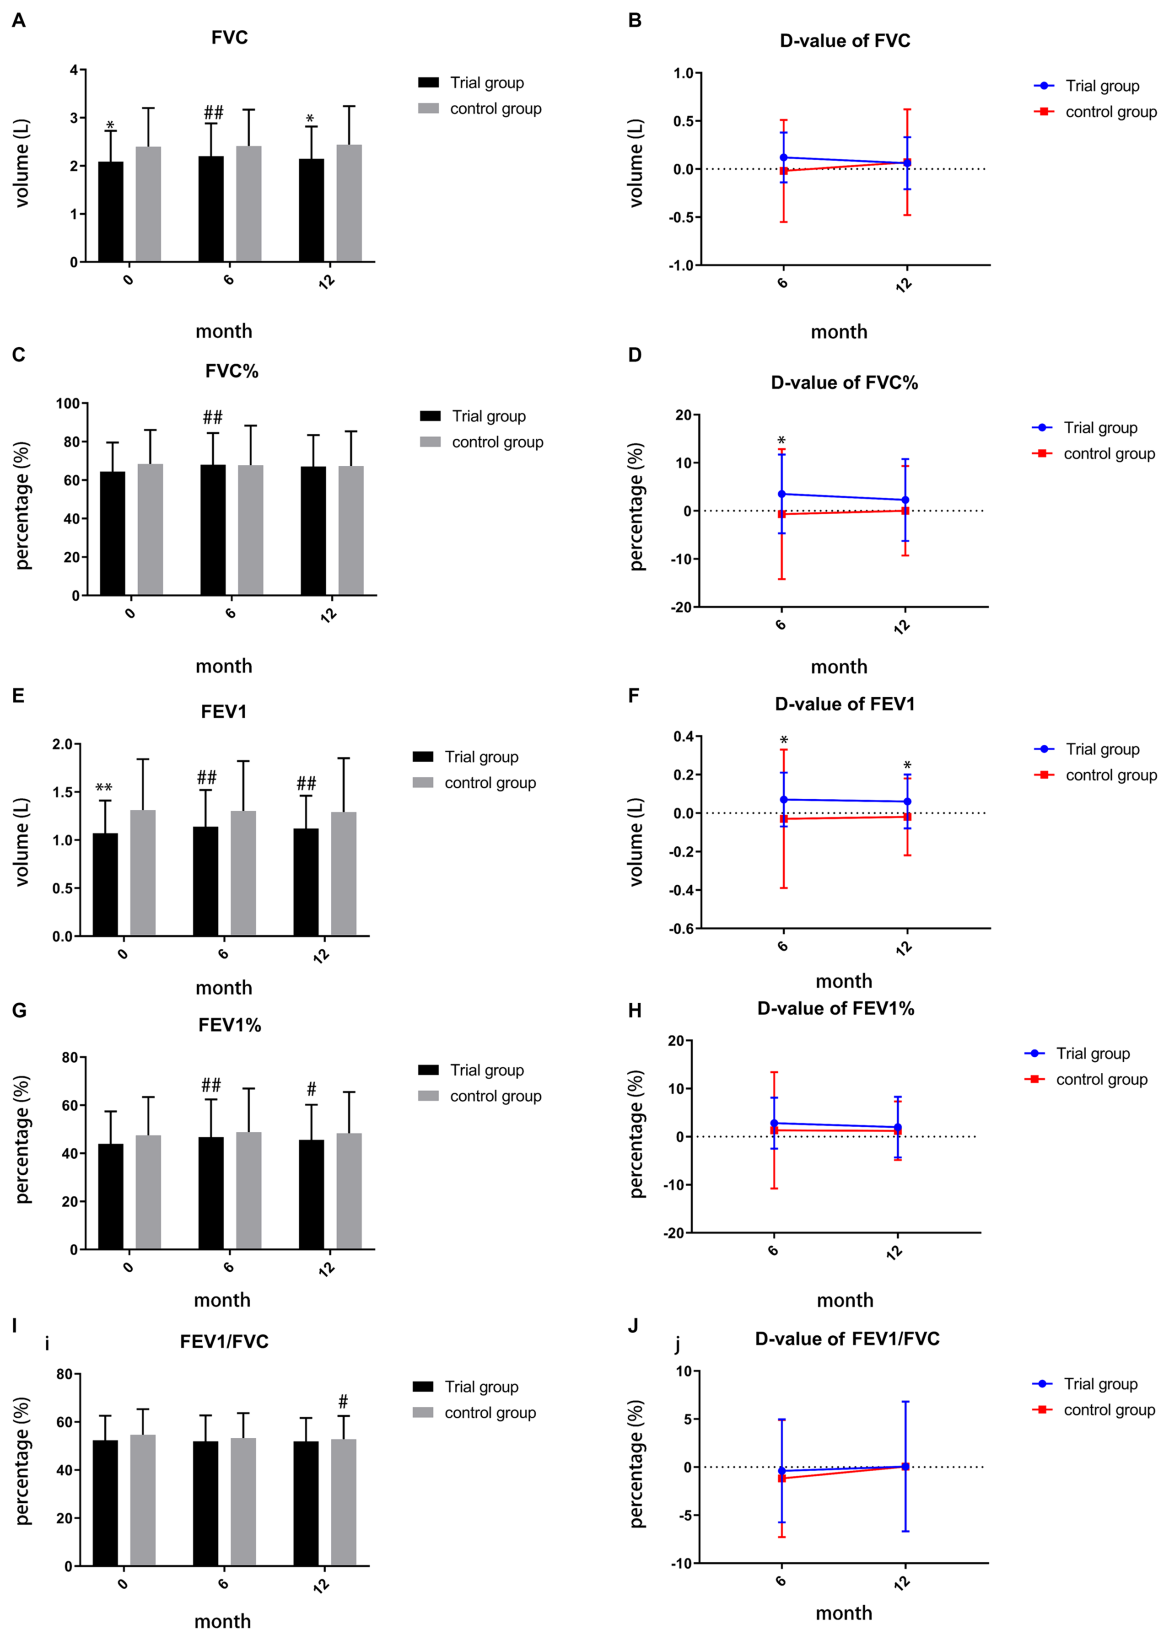 A
FVC
volume (L)
4
3
2
1
0
*
##
*
0
6
12
month
Trial group
control group
B
D-value of FVC
volume (L)
1.0
0.5
0.0
-0.5
-1.0
6
12
month
Trial group
control group
C
FVC%
percentage (%)
100
80
60
40
20
0
##
0
6
12
month
Trial group
control group
D
D-value of FVC%
percentage (%)
20
10
0
-10
-20
*
6
12
month
Trial group
control group
E
FEV1
volume (L)
2.0
1.5
1.0
0.5
0.0
**
##
##
0
6
12
month
Trial group
control group
F
D-value of FEV1
volume (L)
0.4
0.2
0.0
-0.2
-0.4
-0.6
*
*
6
12
month
Trial group
control group
G
FEV1%
percentage (%)
80
60
40
20
0
##
#
0
6
12
month
Trial group
control group
H
D-value of FEV1%
percentage (%)
20
10
0
-10
-20
6
12
month
Trial group
control group
I
i
FEV1/FVC
percentage (%)
80
60
40
20
0
#
0
6
12
month
Trial group
control group
J
j
D-value of FEV1/FVC
percentage (%)
10
5
0
-5
-10
6
12
month
Trial group
control group